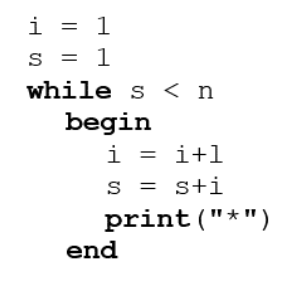 i = 1
s = 1
while s < n
begin
i = i+1
s = s+i
print("*")
end